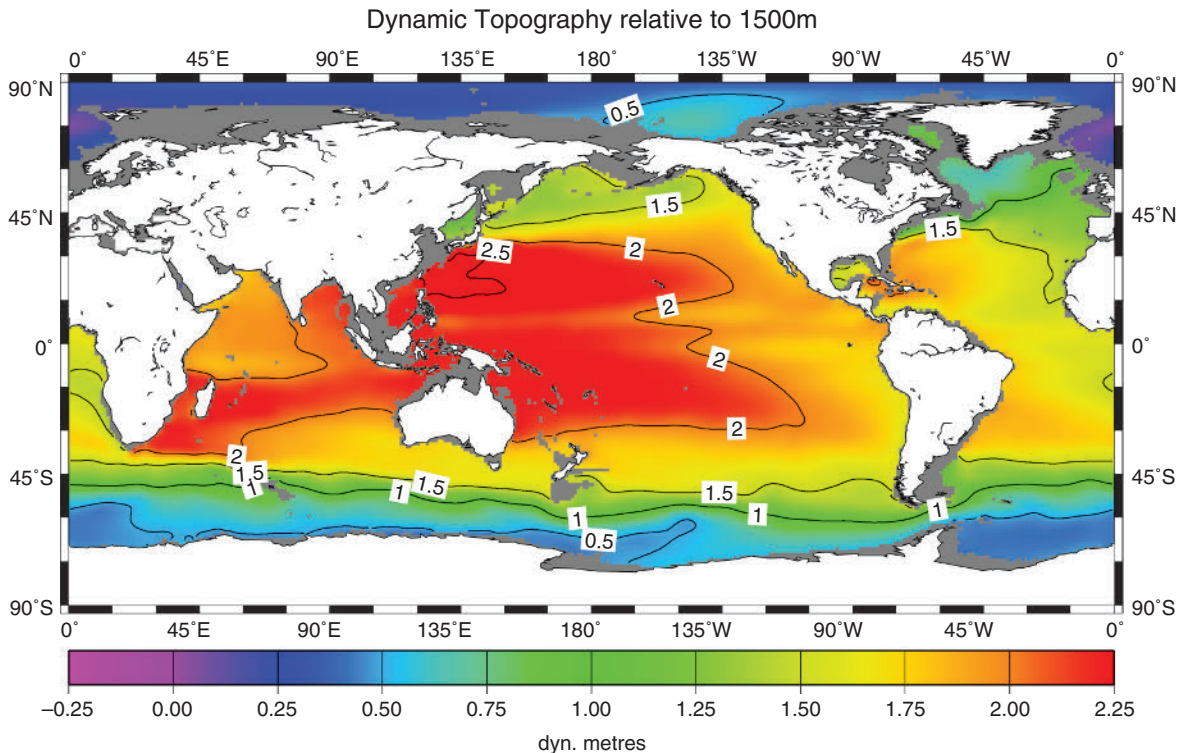 Dynamic Topography relative to 1500m
0˚ 45˚E 90˚E 135˚E 180˚ 135˚W 90˚W 45˚W 0˚
90˚N 90˚N
0.5
1.5
45˚N 1.5 45˚N
2.5 2
2
0˚ 2 0˚
2 2
1.5 1.5 1.5
45˚S 45˚S
1 1 1 1 1
0.5
90˚S 90˚S
0˚ 45˚E 90˚E 135˚E 180˚ 135˚W 90˚W 45˚W 0˚
−0.25 0.00 0.25 0.50 0.75 1.00 1.25 1.50 1.75 2.00 2.25
dyn. metres